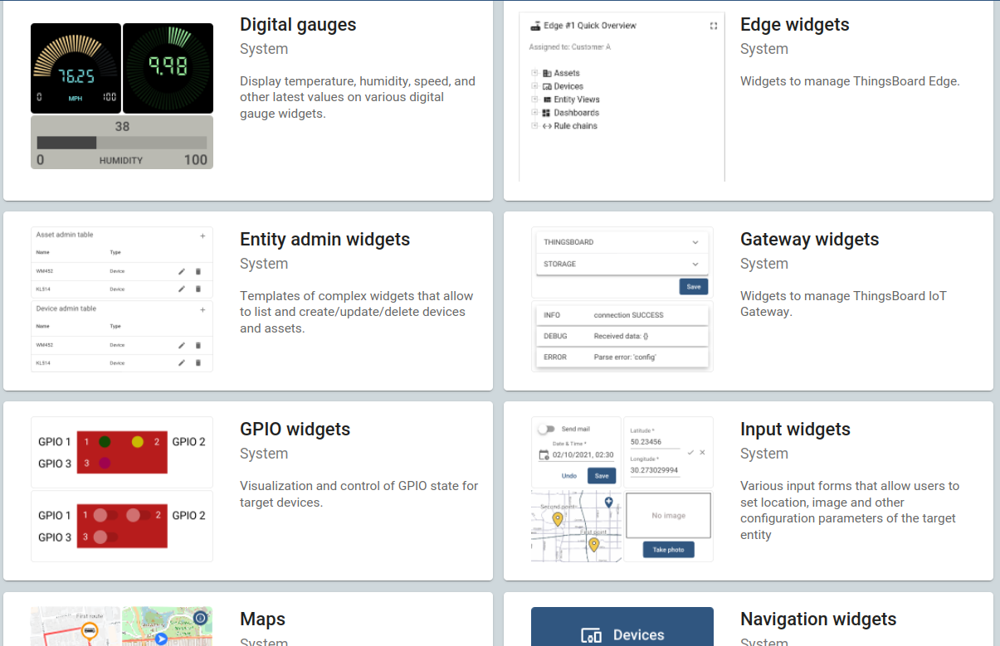 Digital gauges
System
Display temperature, humidity, speed, and
other latest values on various digital
gauge widgets.
76.25
MPH
0
100
9.98
38
0
HUMIDITY
100
Edge #1 Quick Overview
Assigned to: Customer A
Assets
Devices
Entity Views
Dashboards
Rule chains
Edge widgets
System
Widgets to manage ThingsBoard Edge.
Asset admin table
Name Type
WM452 Device
KL514 Device
Device admin table
Name Type
WM452 Device
KL514 Device
Entity admin widgets
System
Templates of complex widgets that allow
to list and create/update/delete devices
and assets.
THINGSBOARD
STORAGE
Save
INFO connection SUCCESS
DEBUG Received data: {}
ERROR Parse error: 'config'
Gateway widgets
System
Widgets to manage ThingsBoard IoT
Gateway.
GPIO 1 1 2 GPIO 2
GPIO 3 3
GPIO 1 1 2 GPIO 2
GPIO 3 3
GPIO widgets
System
Visualization and control of GPIO state for
target devices.
Send mail
Date & Time *
02/10/2021, 02:30
Undo Save
Latitude *
50.23456
Longitude *
30.273029994
Second point
First point
No image
Take photo
Input widgets
System
Various input forms that allow users to
set location, image and other
configuration parameters of the target
entity
First route
Maps
System
Devices
Navigation widgets
System